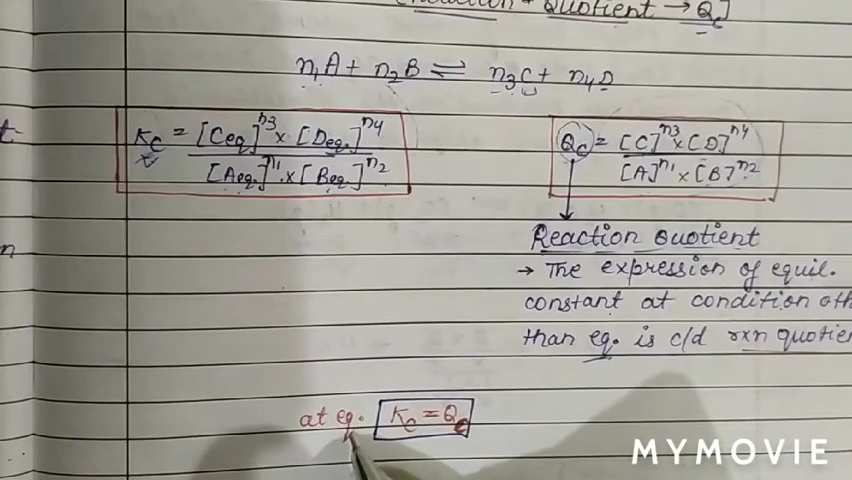 Quotient → Qc]
n₁A + n₂B ⇌ n₃C + n₄D
Kc = [Ceq]ⁿ³ × [Deq.]ⁿ⁴
[Aeq.]ⁿ¹ × [Beq.]ⁿ²
Qc = [C]ⁿ³ × [D]ⁿ⁴
[A]ⁿ¹ × [B]ⁿ²
Reaction Quotient
→ The expression of equil.
constant at condition oth
than eq. is c/d rxn quotien
at eq. Kc = Qc
MYMOVIE